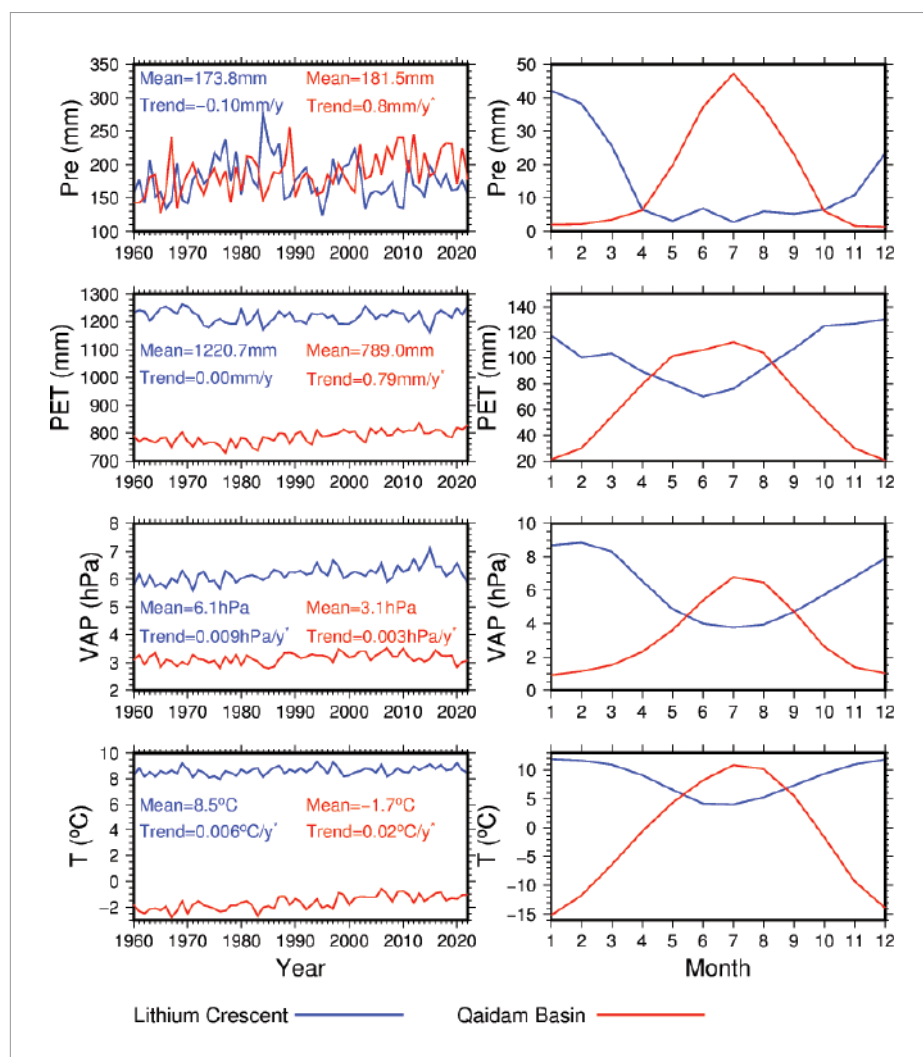 350
300
250
200
150
100
Pre (mm)
Mean=173.8mm Mean=181.5mm
Trend=−0.10mm/y Trend=0.8mm/y*
1960 1970 1980 1990 2000 2010 2020
50
40
30
20
10
0
Pre (mm)
1 2 3 4 5 6 7 8 9 10 11 12
1300
1200
1100
1000
900
800
700
PET (mm)
Mean=1220.7mm Mean=789.0mm
Trend=0.00mm/y Trend=0.79mm/y*
1960 1970 1980 1990 2000 2010 2020
140
120
100
80
60
40
20
PET (mm)
1 2 3 4 5 6 7 8 9 10 11 12
8
7
6
5
4
3
2
VAP (hPa)
Mean=6.1hPa Mean=3.1hPa
Trend=0.009hPa/y* Trend=0.003hPa/y*
1960 1970 1980 1990 2000 2010 2020
10
8
6
4
2
0
VAP (hPa)
1 2 3 4 5 6 7 8 9 10 11 12
10
8
6
4
2
0
−2
T (ºC)
Mean=8.5ºC Mean=−1.7ºC
Trend=0.006ºC/y* Trend=0.02ºC/y*
1960 1970 1980 1990 2000 2010 2020
Year
10
5
0
−5
−10
−15
T (ºC)
1 2 3 4 5 6 7 8 9 10 11 12
Month
Lithium Crescent Qaidam Basin